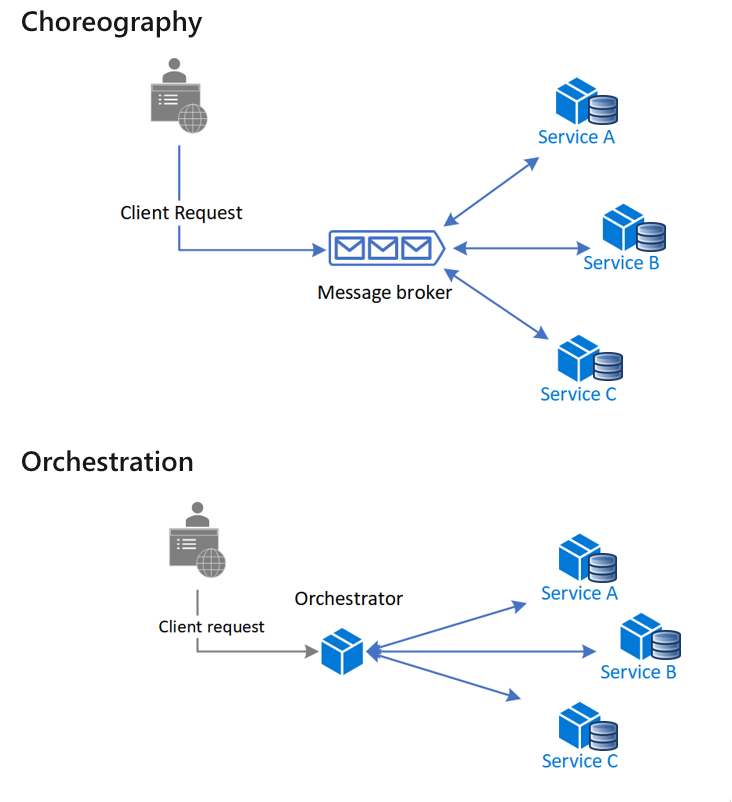 Choreography
Service A
Client Request
Service B
Message broker
Service C
Orchestration
Service A
Orchestrator
Client request
Service B
Service C